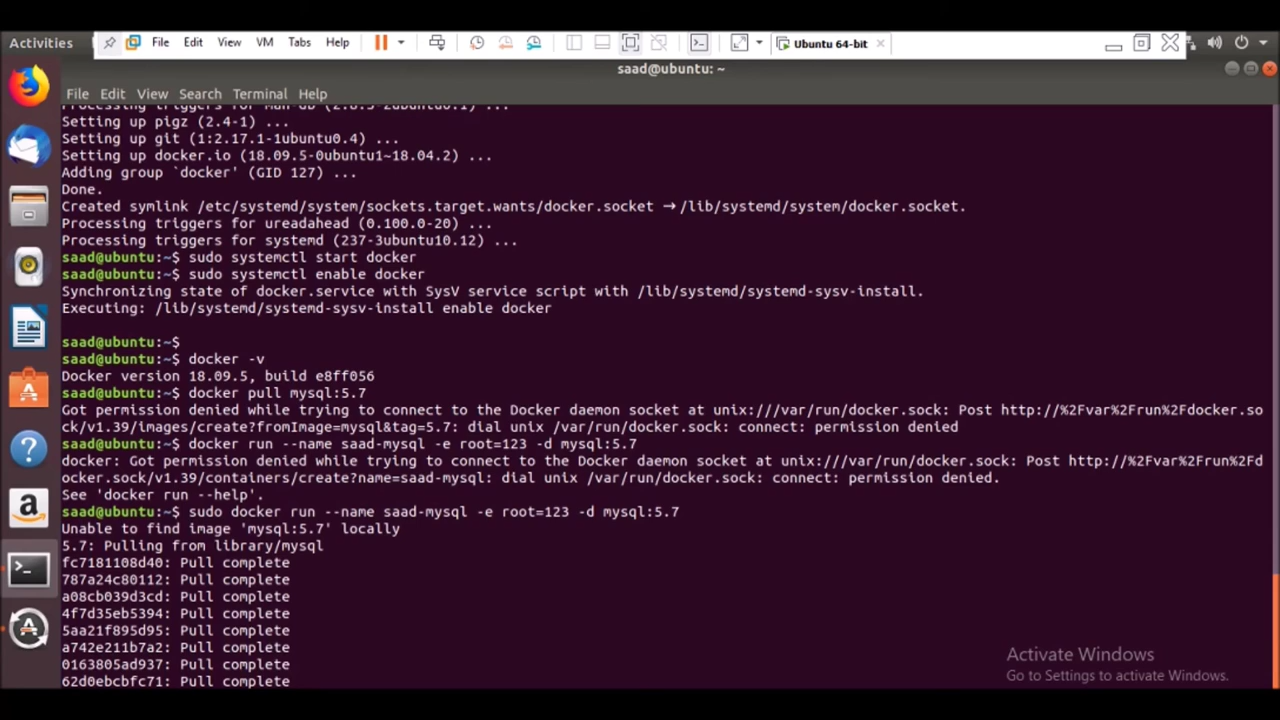 Activities
File Edit View VM Tabs Help
Ubuntu 64-bit
saad@ubuntu: ~
File Edit View Search Terminal Help
Processing triggers for man-db (2.8.3-2ubuntu0.1) ...
Setting up pigz (2.4-1) ...
Setting up git (1:2.17.1-1ubuntu0.4) ...
Setting up docker.io (18.09.5-0ubuntu1~18.04.2) ...
Adding group `docker' (GID 127) ...
Done.
Created symlink /etc/systemd/system/sockets.target.wants/docker.socket → /lib/systemd/system/docker.socket.
Processing triggers for ureadahead (0.100.0-20) ...
Processing triggers for systemd (237-3ubuntu10.12) ...
saad@ubuntu:~$ sudo systemctl start docker
saad@ubuntu:~$ sudo systemctl enable docker
Synchronizing state of docker.service with SysV service script with /lib/systemd/systemd-sysv-install.
Executing: /lib/systemd/systemd-sysv-install enable docker
saad@ubuntu:~$
saad@ubuntu:~$ docker -v
Docker version 18.09.5, build e8ff056
saad@ubuntu:~$ docker pull mysql:5.7
Got permission denied while trying to connect to the Docker daemon socket at unix:///var/run/docker.sock: Post http://%2Fvar%2Frun%2Fdocker.so
ck/v1.39/images/create?fromImage=mysql&tag=5.7: dial unix /var/run/docker.sock: connect: permission denied
saad@ubuntu:~$ docker run --name saad-mysql -e root=123 -d mysql:5.7
docker: Got permission denied while trying to connect to the Docker daemon socket at unix:///var/run/docker.sock: Post http://%2Fvar%2Frun%2Fd
ocker.sock/v1.39/containers/create?name=saad-mysql: dial unix /var/run/docker.sock: connect: permission denied.
See 'docker run --help'.
saad@ubuntu:~$ sudo docker run --name saad-mysql -e root=123 -d mysql:5.7
Unable to find image 'mysql:5.7' locally
5.7: Pulling from library/mysql
fc7181108d40: Pull complete
787a24c80112: Pull complete
a08cb039d3cd: Pull complete
4f7d35eb5394: Pull complete
5aa21f895d95: Pull complete
a742e211b7a2: Pull complete
0163805ad937: Pull complete
62d0ebcbfc71: Pull complete
Activate Windows
Go to Settings to activate Windows.